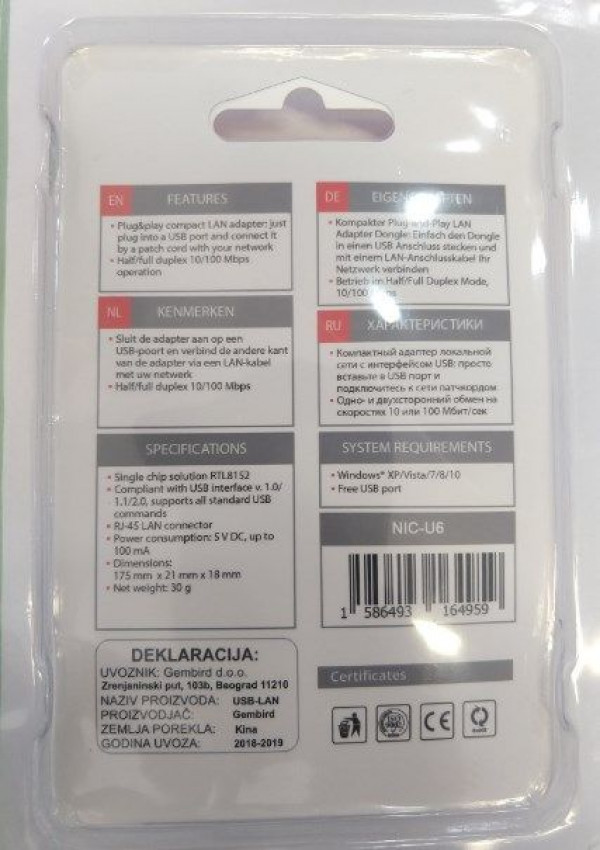 EN FEATURES
• Plug&play compact LAN adapter: just
plug into a USB port and connect it
by a patch cord with your network
• Half/full duplex 10/100 Mbps
operation
DE EIGENSCHAFTEN
• Kompakter Plug-and-Play LAN
Adapter Dongle: Einfach den Dongle
in einen USB Anschluss stecken und
mit einem LAN-Anschlusskabel Ihr
Netzwerk verbinden
• Betrieb im Half/Full Duplex Mode,
10/100 Mbps
NL KENMERKEN
• Sluit de adapter aan op een
USB-poort en verbind de andere kant
van de adapter via een LAN-kabel
met uw netwerk
• Half/full duplex 10/100 Mbps
RU ХАРАКТЕРИСТИКИ
• Компактный адаптер локальной
сети с интерфейсом USB: просто
вставьте в USB порт и
подключитесь к сети патчкордом
• Одно- и двухсторонний обмен на
скоростях 10 или 100 Мбит/сек
SPECIFICATIONS
• Single chip solution RTL8152
• Compliant with USB interface v. 1.0/
1.1/2.0, supports all standard USB
commands
• RJ-45 LAN connector
• Power consumption: 5 V DC, up to
100 mA
• Dimensions:
175 mm x 21 mm x 18 mm
• Net weight: 30 g
SYSTEM REQUIREMENTS
• Windows® XP/Vista/7/8/10
• Free USB port
NIC-U6
1 586493 164959
DEKLARACIJA:
UVOZNIK: Gembird d.o.o.
Zrenjaninski put, 103b, Beograd 11210
NAZIV PROIZVODA: USB-LAN
PROIZVODJAČ: Gembird
ZEMLJA POREKLA: Kina
GODINA UVOZA: 2018-2019
Certificates
CE